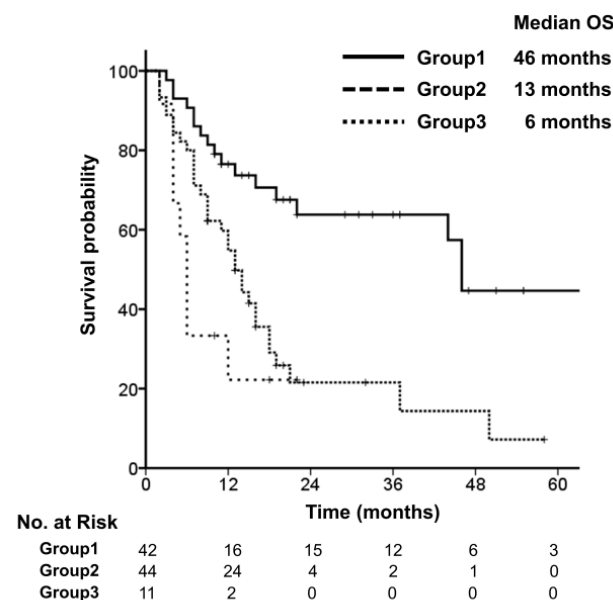 Median OS
Group1 46 months
Group2 13 months
Group3 6 months
Survival probability
100
80
60
40
20
0
0 12 24 36 48 60
Time (months)
No. at Risk
Group1 42 16 15 12 6 3
Group2 44 24 4 2 1 0
Group3 11 2 0 0 0 0